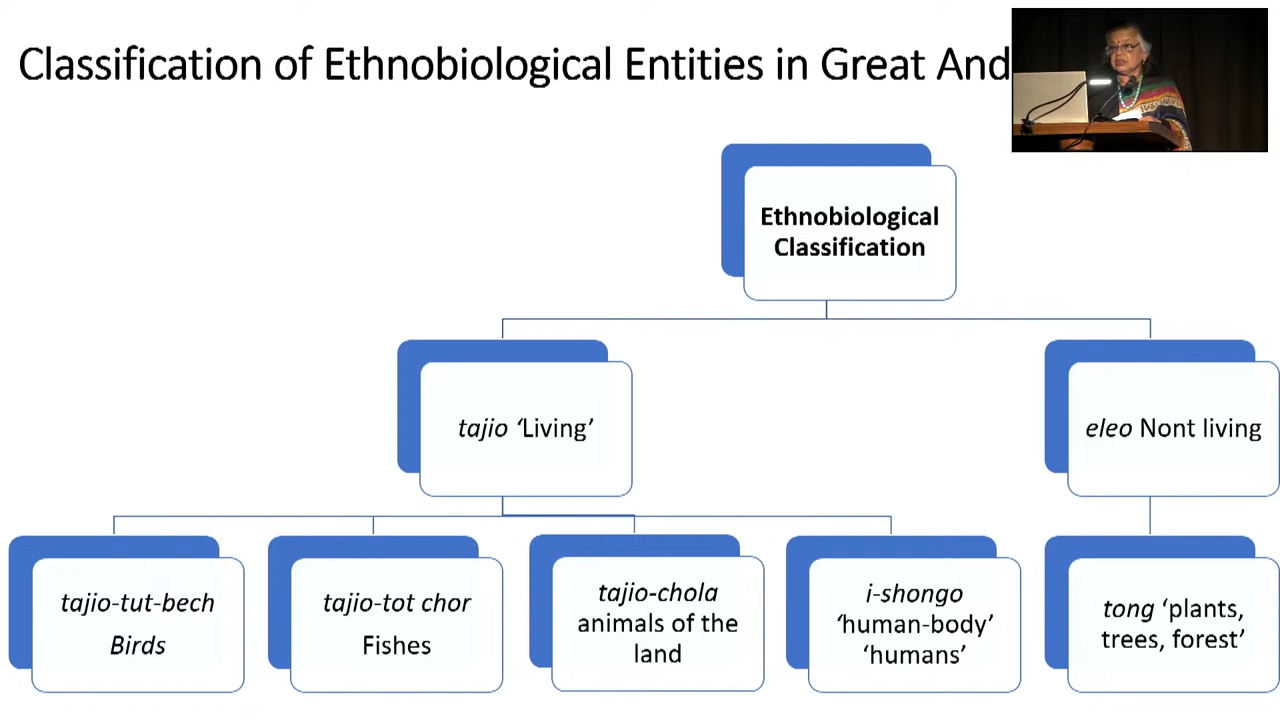 Classification of Ethnobiological Entities in Great And
Ethnobiological
Classification
tajio ‘Living’
eleo Nont living
tajio-tut-bech
Birds
tajio-tot chor
Fishes
tajio-chola
animals of the
land
i-shongo
‘human-body’
‘humans’
tong ‘plants,
trees, forest’